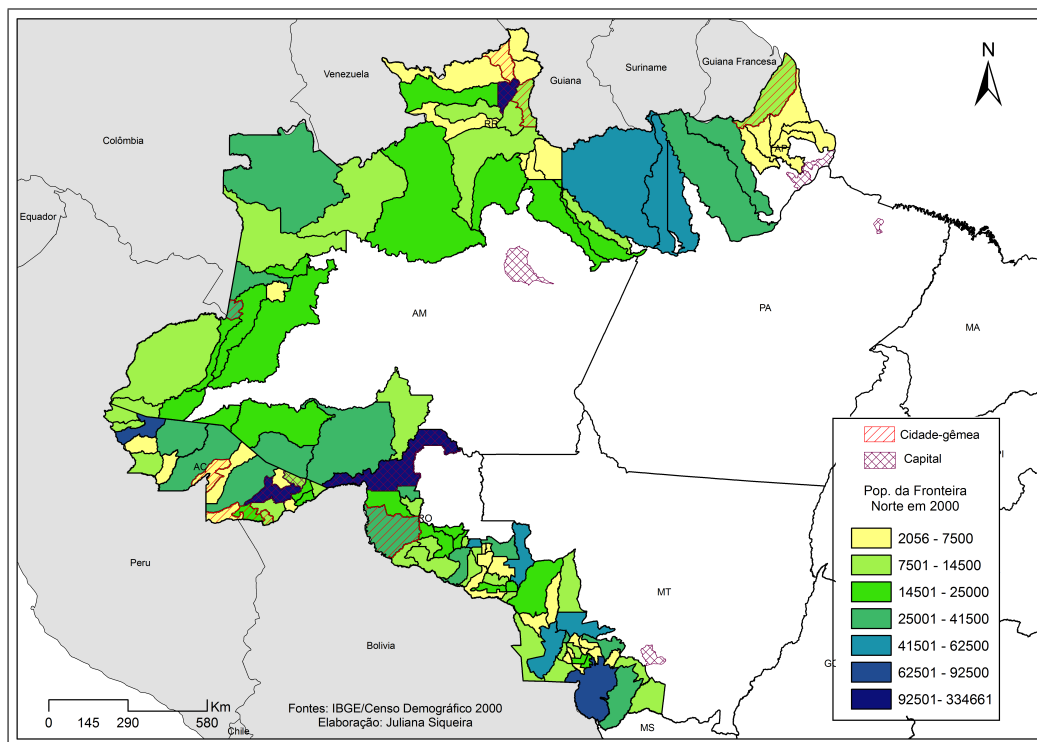 N
Guiana Francesa
Suriname
Venezuela
Guiana
RR
Colômbia
AP
Equador
AM
PA
MA
AC
RO
Peru
MT
Bolivia
MS
Chile
PI
GO
Cidade-gêmea
Capital
Pop. da Fronteira
Norte em 2000
2056 - 7500
7501 - 14500
14501 - 25000
25001 - 41500
41501 - 62500
62501 - 92500
92501- 334661
Km
0 145 290 580
Fontes: IBGE/Censo Demográfico 2000
Elaboração: Juliana Siqueira